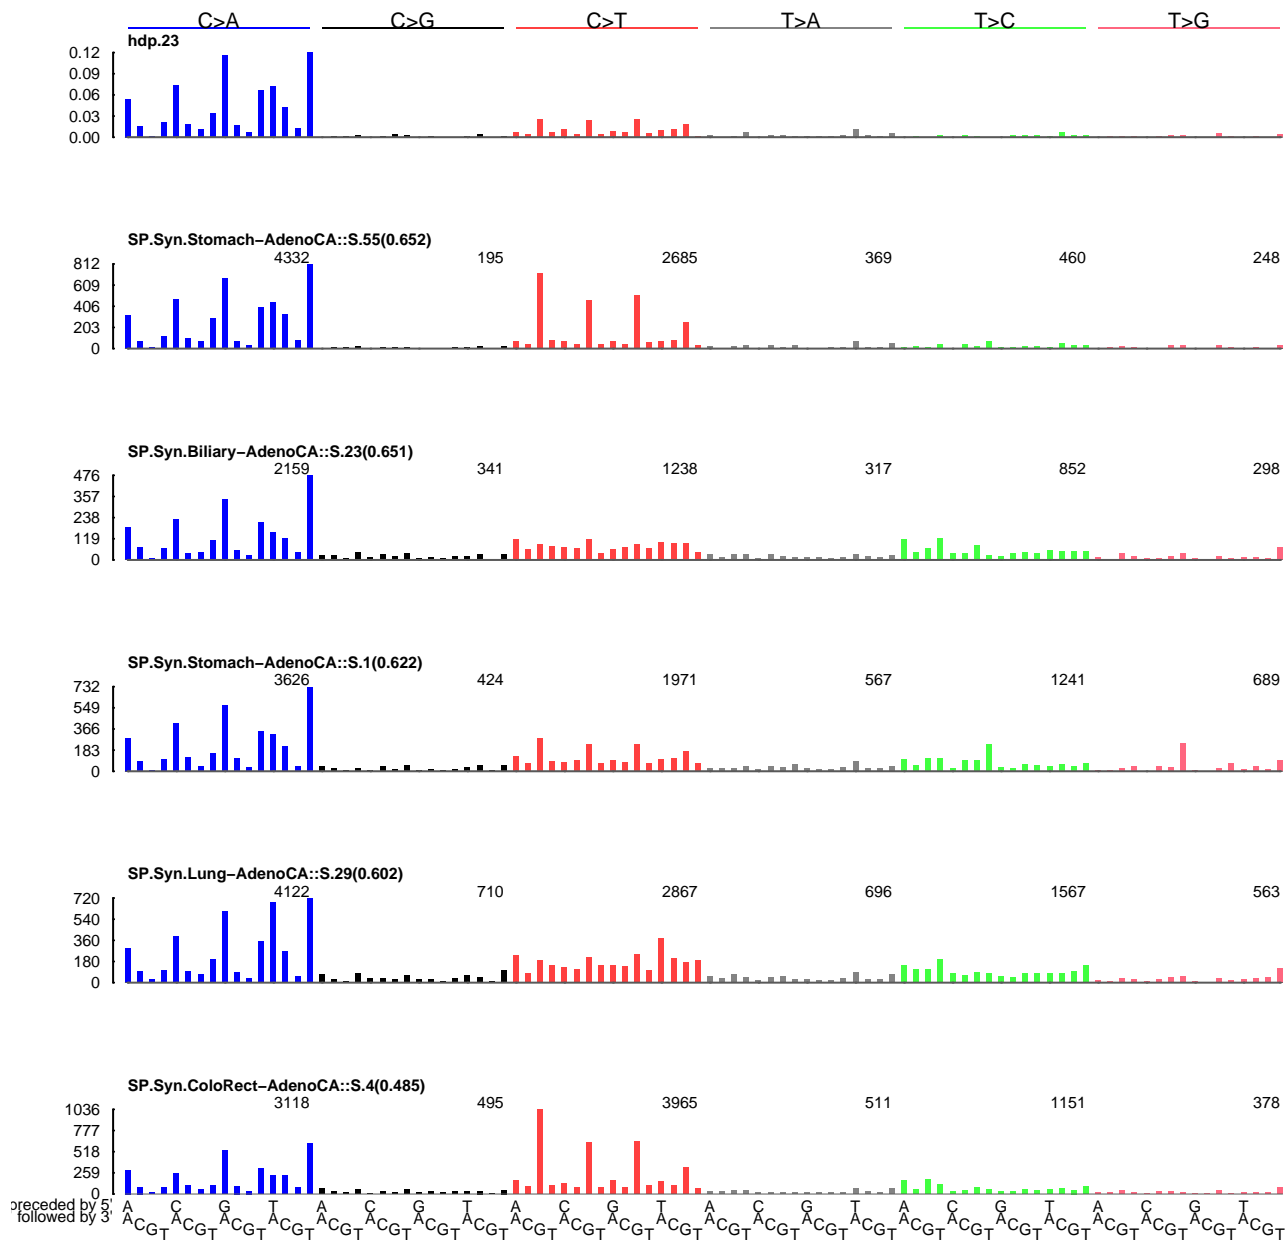 C>A C>G C>T T>A T>C T>G
hdp.23
0.12
0.09
0.06
0.03
0.00
SP.Syn.Stomach−AdenoCA::S.55(0.652)
4332 195 2685 369 460 248
812
609
406
203
0
SP.Syn.Biliary−AdenoCA::S.23(0.651)
2159 341 1238 317 852 298
476
357
238
119
0
SP.Syn.Stomach−AdenoCA::S.1(0.622)
3626 424 1971 567 1241 689
732
549
366
183
0
SP.Syn.Lung−AdenoCA::S.29(0.602)
4122 710 2867 696 1567 563
720
540
360
180
0
SP.Syn.ColoRect−AdenoCA::S.4(0.485)
3118 495 3965 511 1151 378
1036
777
518
259
0
preceded by 5' A C G T A C G T A C G T A C G T A C G T A C G T
followed by 3' A C G T A C G T A C G T A C G T A C G T A C G T A C G T A C G T A C G T A C G T A C G T A C G T A C G T A C G T A C G T A C G T A C G T A C G T A C G T A C G T A C G T A C G T A C G T A C G T